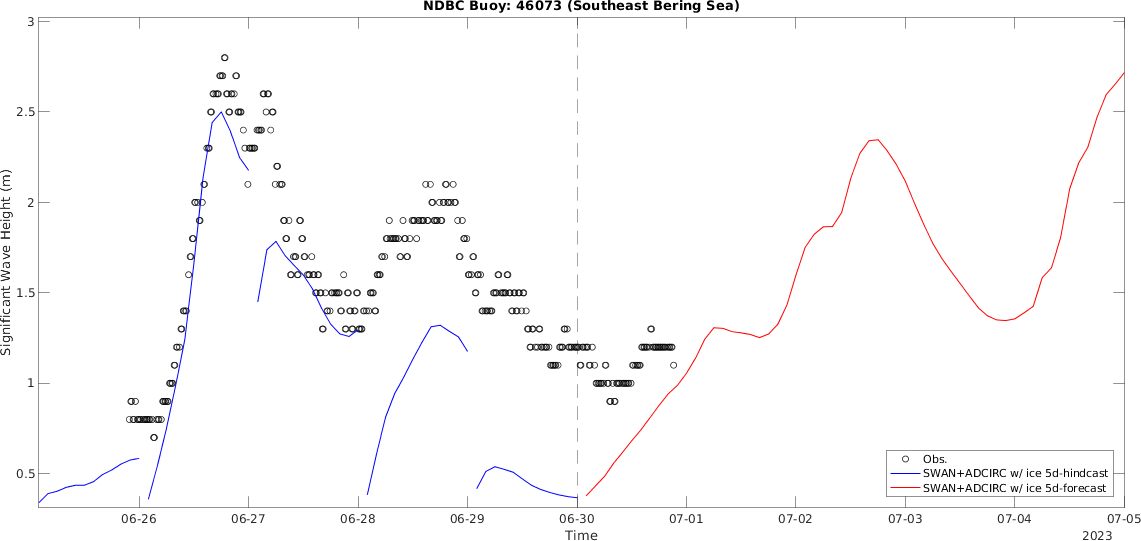 NDBC Buoy: 46073 (Southeast Bering Sea)
Significant Wave Height (m)
3
2.5
2
1.5
1
0.5
Obs.
SWAN+ADCIRC w/ ice 5d-hindcast
SWAN+ADCIRC w/ ice 5d-forecast
06-26 06-27 06-28 06-29 06-30 07-01 07-02 07-03 07-04 07-05
Time
2023